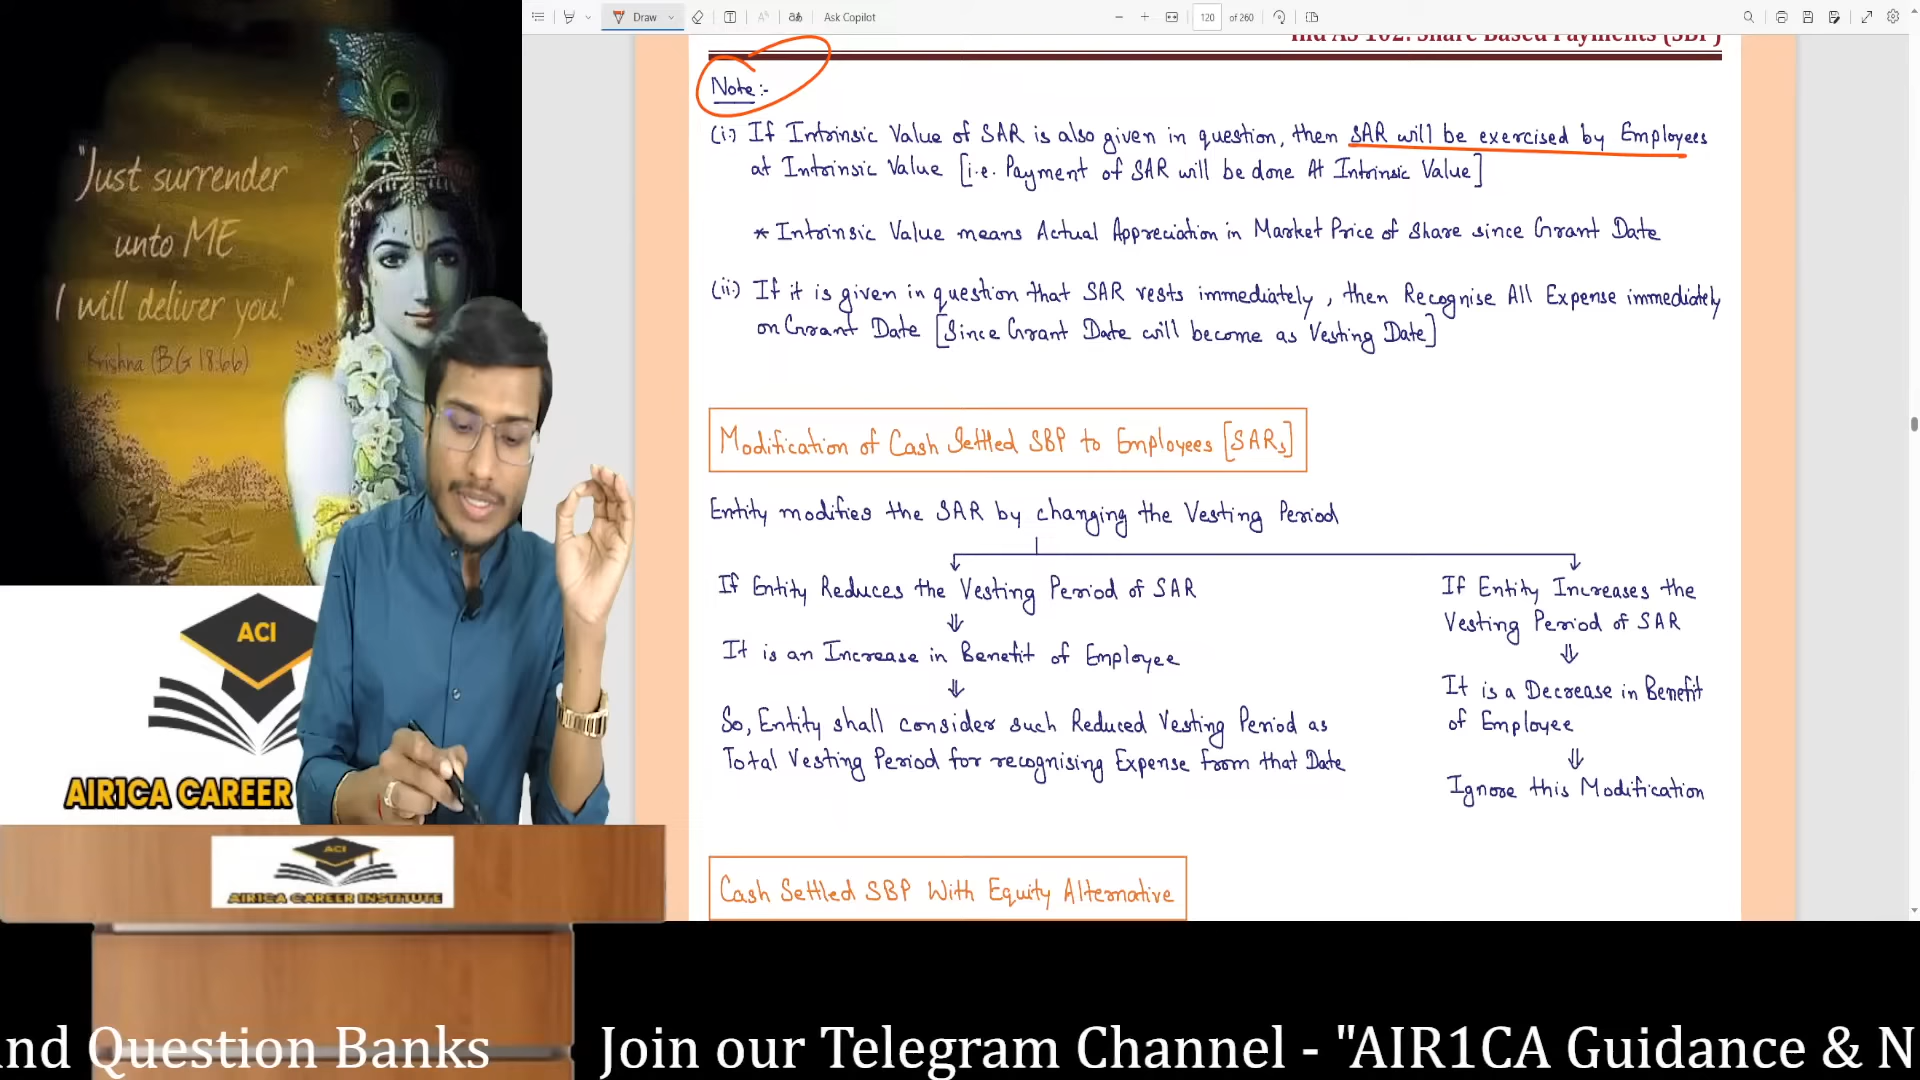 Draw
Ask Copilot
120 of 260
Ind AS 102: Share Based Payments (SBP)
"Just surrender
unto ME
I will deliver you!"
Krishna (B.G 18:66)
Note :-
(i) If Intrinsic Value of SAR is also given in question, then SAR will be exercised by Employees
at Intrinsic Value [i.e. Payment of SAR will be done At Intrinsic Value]
* Intrinsic Value means Actual Appreciation in Market Price of Share since Grant Date
(ii) If it is given in question that SAR vests immediately, then Recognise All Expense immediately
on Grant Date [Since Grant Date will become as Vesting Date]
Modification of Cash Settled SBP to Employees [SARs]
Entity modifies the SAR by changing the Vesting Period
If Entity Reduces the Vesting Period of SAR
⇓
It is an Increase in Benefit of Employee
⇓
So, Entity shall consider such Reduced Vesting Period as
Total Vesting Period for recognising Expense from that Date
If Entity Increases the
Vesting Period of SAR
⇓
It is a Decrease in Benefit
of Employee
⇓
Ignore this Modification
Cash Settled SBP With Equity Alternative
ACI
AIR1CA CAREER
ACI
AIR1CA CAREER INSTITUTE
nd Question Banks
Join our Telegram Channel - "AIR1CA Guidance & N